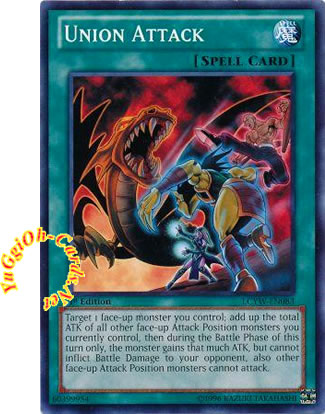 UNION ATTACK
[SPELL CARD]
YuGgiOh-Cards.Net
LCYW-EN083
Edition
Target 1 face-up monster you control; add up the total
ATK of all other face-up Attack Position monsters you
currently control, then during the Battle Phase of this
turn only, the monster gains that much ATK, but cannot
inflict Battle Damage to your opponent, also other
face-up Attack Position monsters cannot attack.
©1996 KAZUKI TAKAHASHI